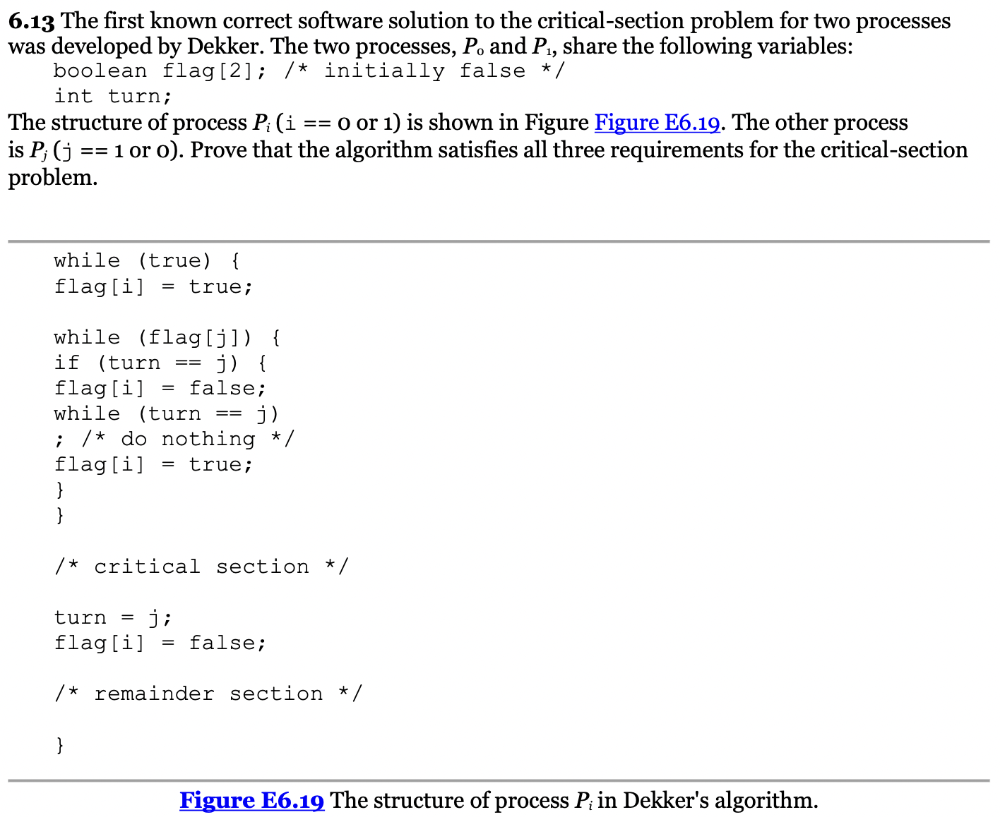 6.13 The first known correct software solution to the critical-section problem for two processes
was developed by Dekker. The two processes, P₀ and P₁, share the following variables:
boolean flag[2]; /* initially false */
int turn;
The structure of process Pᵢ (i == 0 or 1) is shown in Figure Figure E6.19. The other process
is Pⱼ (j == 1 or 0). Prove that the algorithm satisfies all three requirements for the critical-section
problem.
while (true) {
flag[i] = true;
while (flag[j]) {
if (turn == j) {
flag[i] = false;
while (turn == j)
; /* do nothing */
flag[i] = true;
}
}
/* critical section */
turn = j;
flag[i] = false;
/* remainder section */
}
Figure E6.19 The structure of process Pᵢ in Dekker's algorithm.